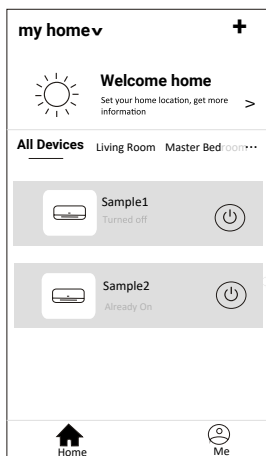 my home
Welcome home
Set your home location, get more
information
All Devices Living Room Master Bedroom
Sample1
Turned off
Sample2
Already On
Home Me